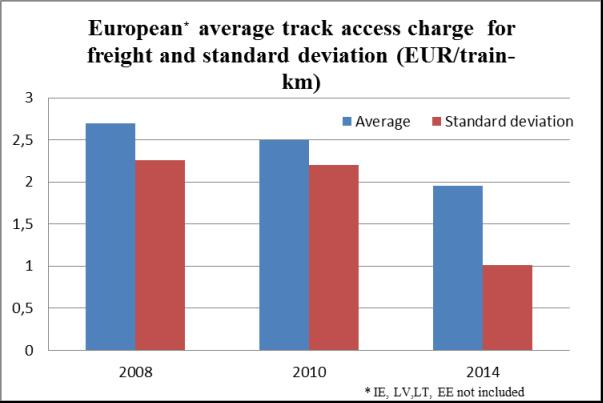 European* average track access charge for
freight and standard deviation (EUR/train-
km)
3
Average
Standard deviation
2,5
2
1,5
1
0,5
0
2008
2010
2014
* IE, LV,LT, EE not included